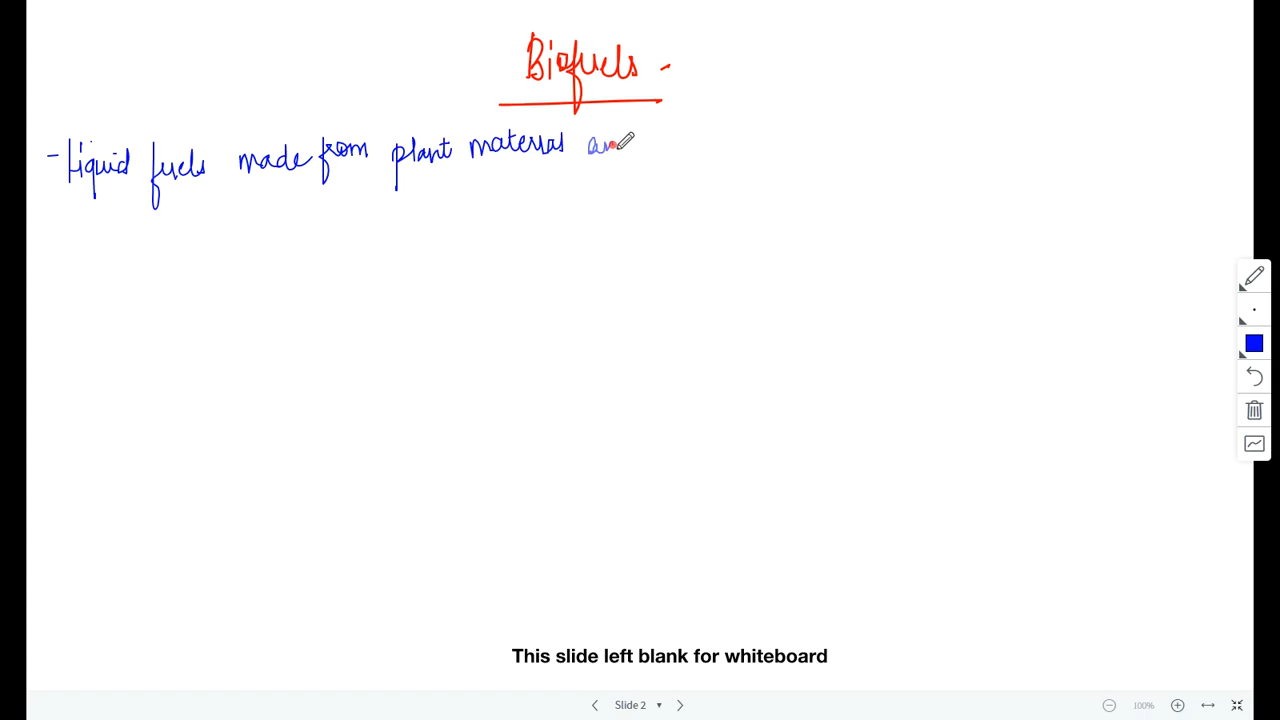 Biofuels -
- Liquid fuels made from plant materials
This slide left blank for whiteboard
Slide 2
100%